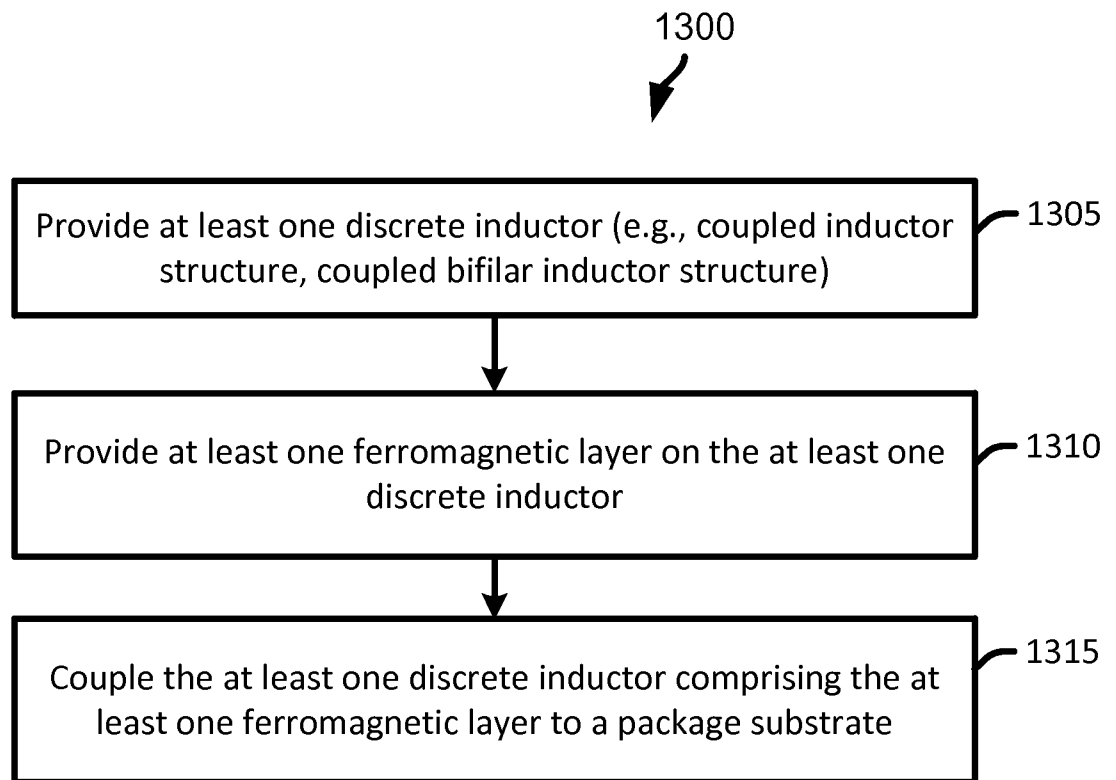 1300
Provide at least one discrete inductor (e.g., coupled inductor
structure, coupled bifilar inductor structure)
1305
Provide at least one ferromagnetic layer on the at least one
discrete inductor
1310
Couple the at least one discrete inductor comprising the at
least one ferromagnetic layer to a package substrate
1315